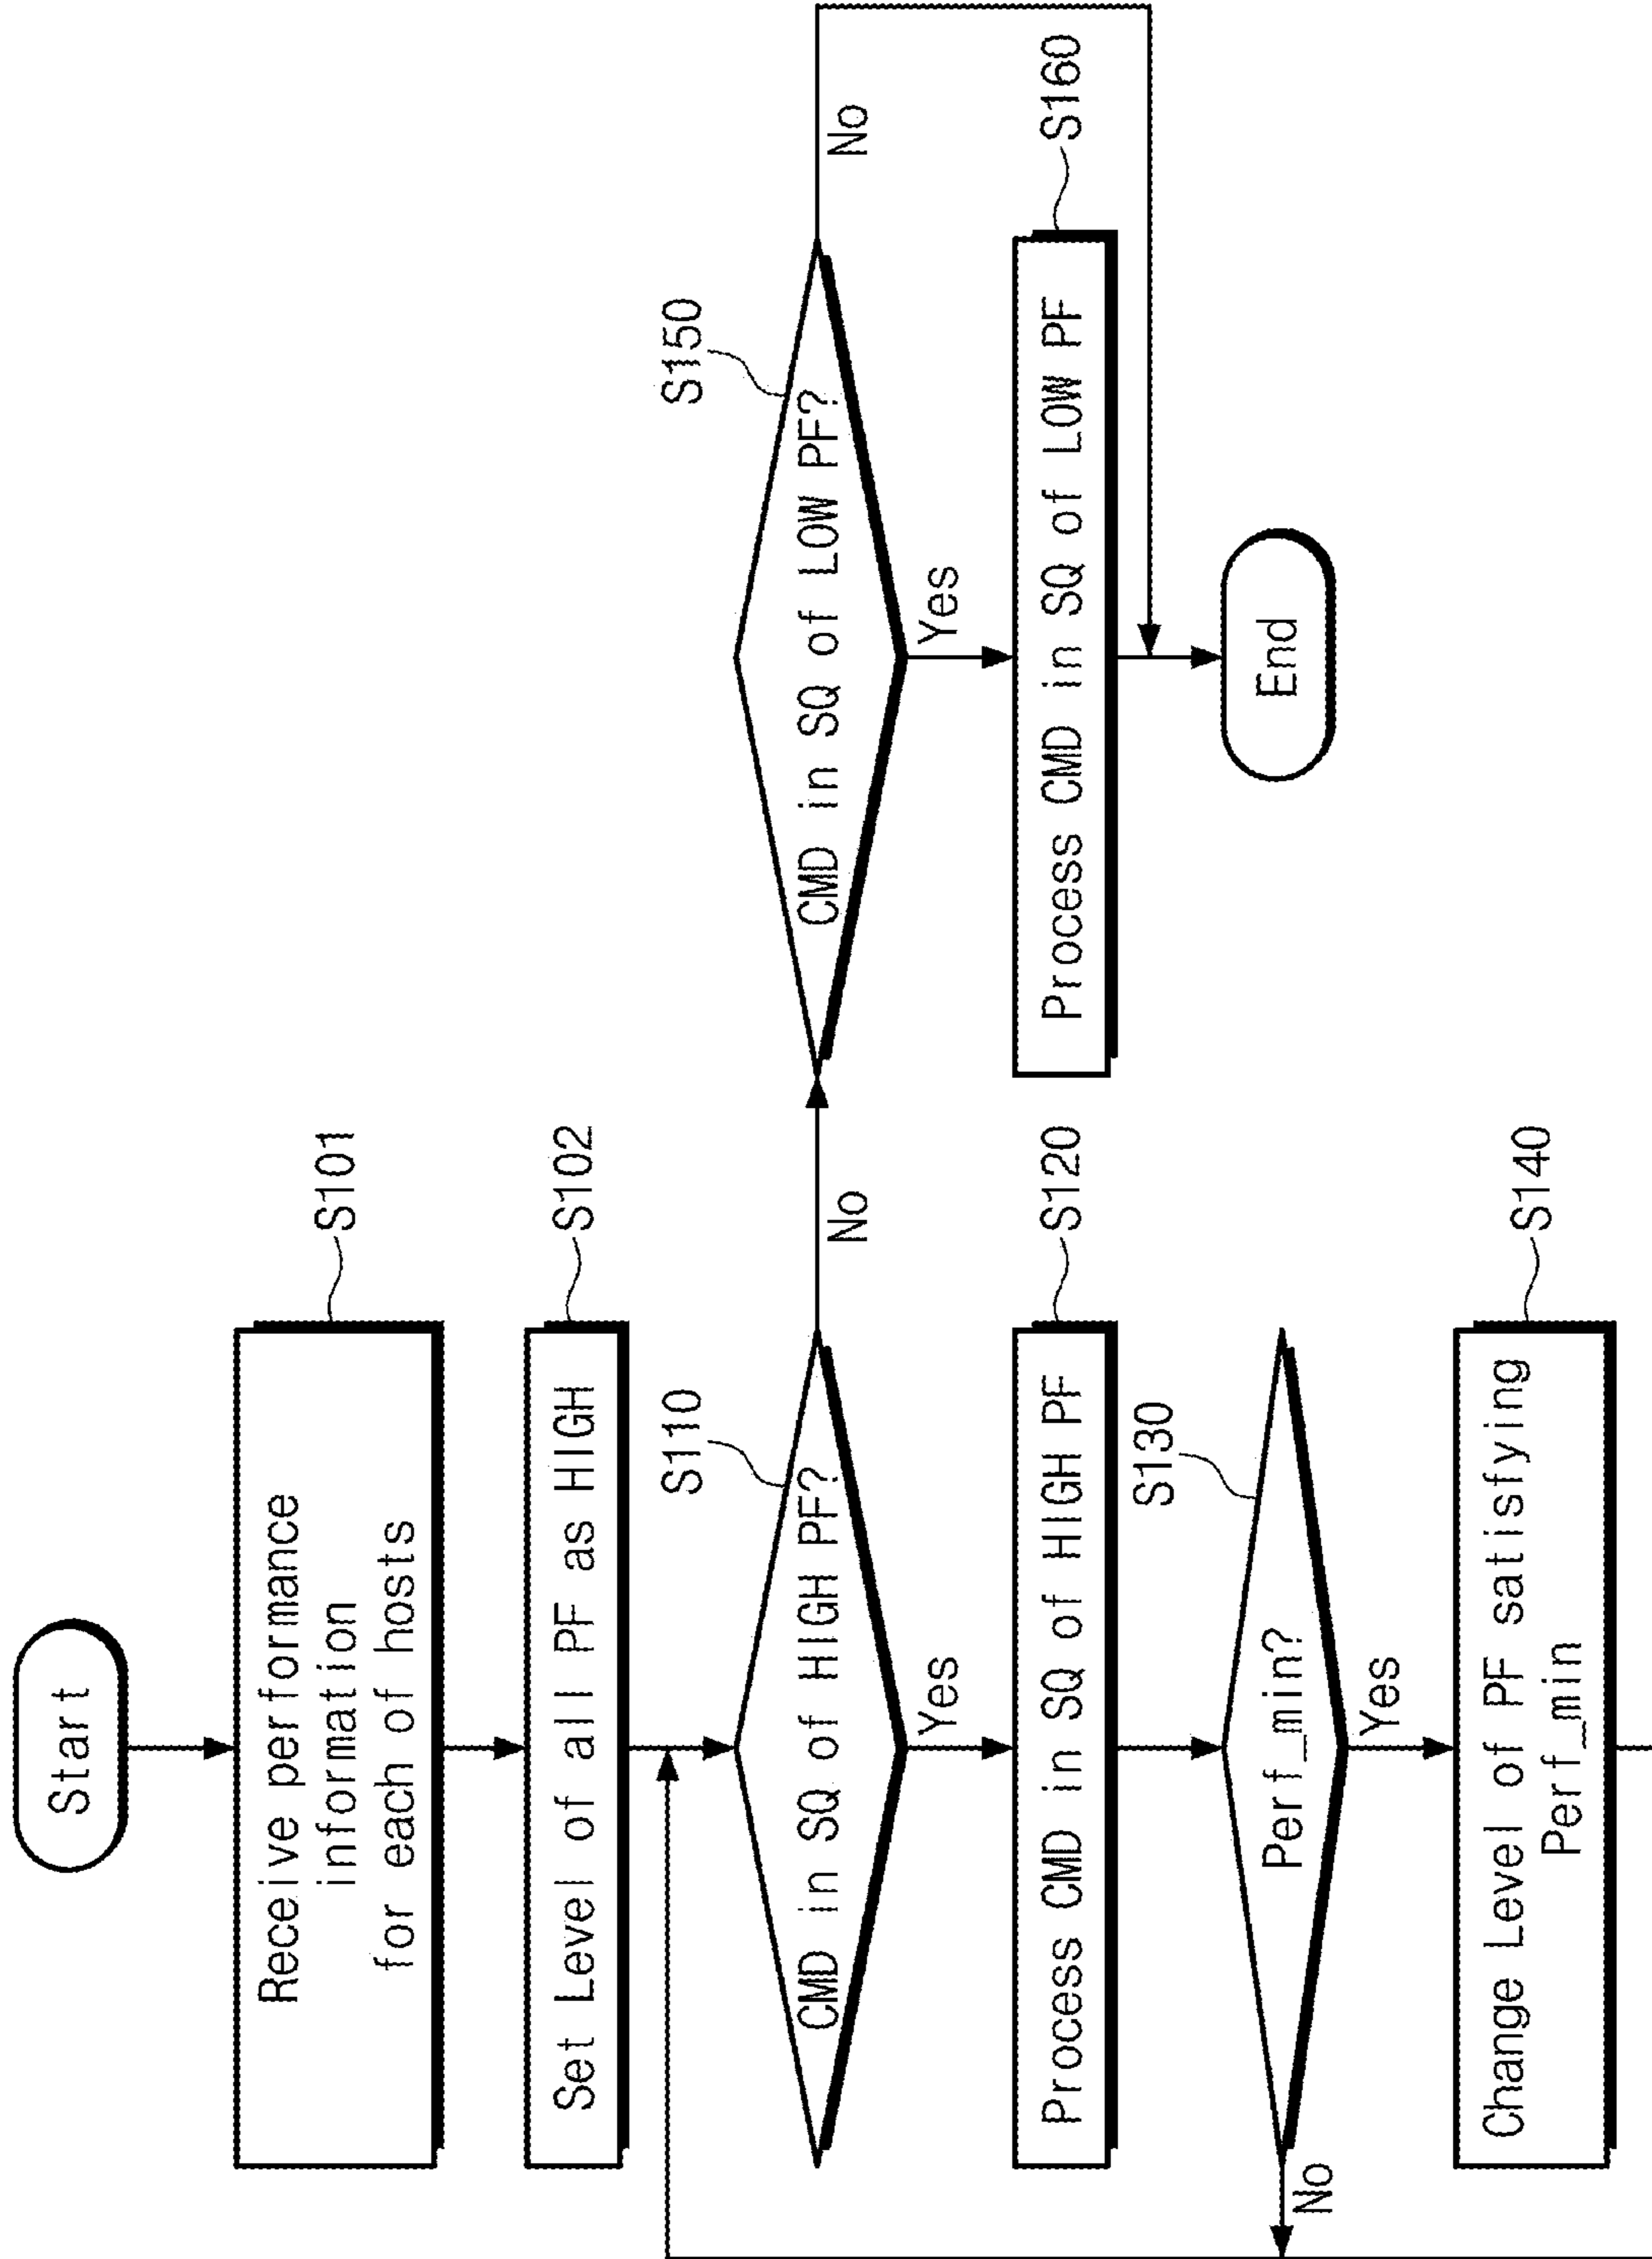 Start
Receive performance
information
for each of hosts
S101
Set Level of all PF as HIGH
S102
CMD in SQ of HIGH PF?
S110
No
Yes
Process CMD in SQ of HIGH PF
S120
Perf_min?
S130
No
Yes
Change Level of PF satisfying
Perf_min
S140
CMD in SQ of LOW PF?
S150
No
Yes
Process CMD in SQ of LOW PF
S160
End